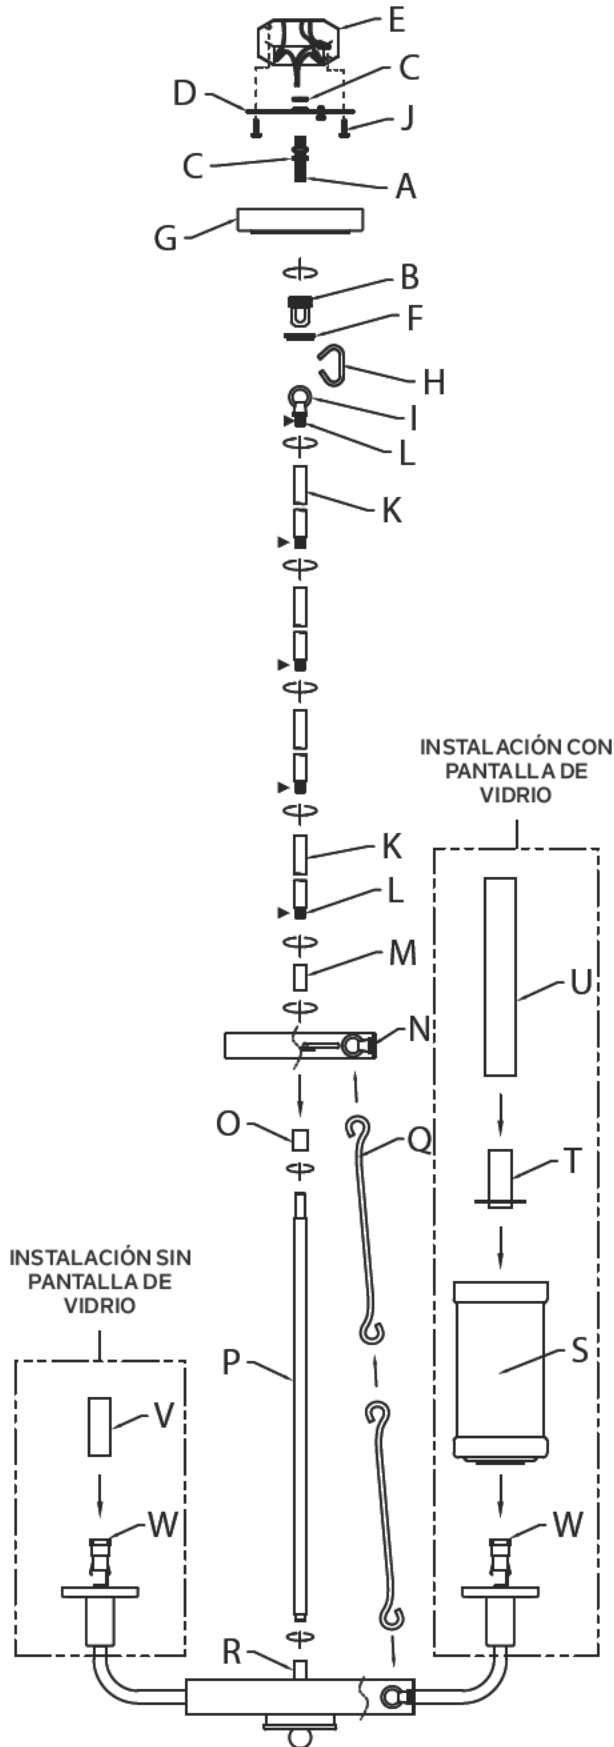 E
C
D
J
C
A
G
B
F
H
I
L
K
INSTALACIÓN CON
PANTALLA DE
VIDRIO
K
L
M
U
N
O
Q
T
INSTALACIÓN SIN
PANTALLA DE
VIDRIO
S
P
V
W
W
R